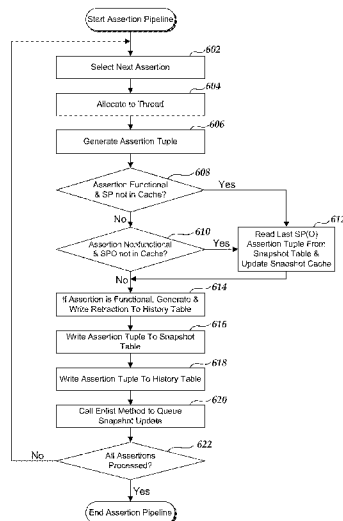 Start Assertion Pipeline
602
Select Next Assertion
604
Allocate to Thread
606
Generate Assertion Tuple
608
Assertion Functional
& SP not in Cache?
Yes
No
610
612
Assertion Nonfunctional
& SPO not in Cache?
Yes
Read Last SP(O)
Assertion Tuple From
Snapshot Table &
Update Snapshot Cache
No
614
If Assertion is Functional, Generate &
Write Retraction To History Table
616
Write Assertion Tuple To Snapshot
Table
618
Write Assertion Tuple To History Table
620
Call Enlist Method to Queue
Snapshot Update
622
No
All Assertions
Processed?
Yes
End Assertion Pipeline